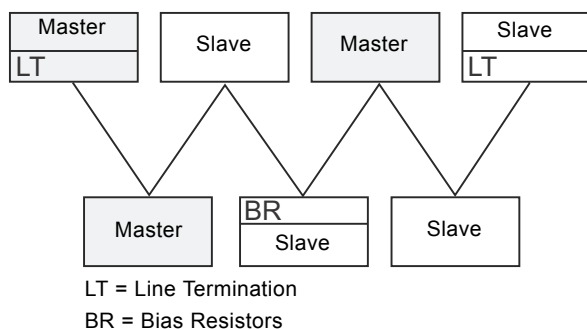 Master
LT
Slave
Master
Slave
LT
Master
BR
Slave
Slave
LT = Line Termination
BR = Bias Resistors